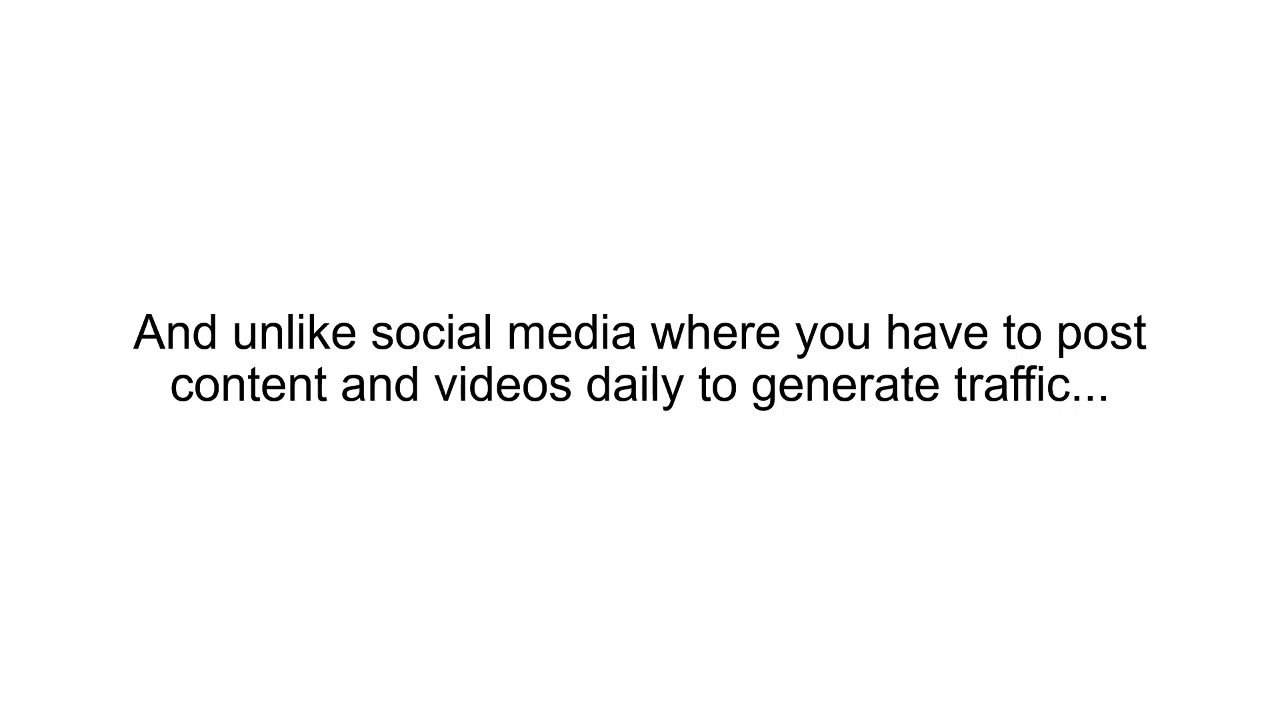 And unlike social media where you have to post
content and videos daily to generate traffic...